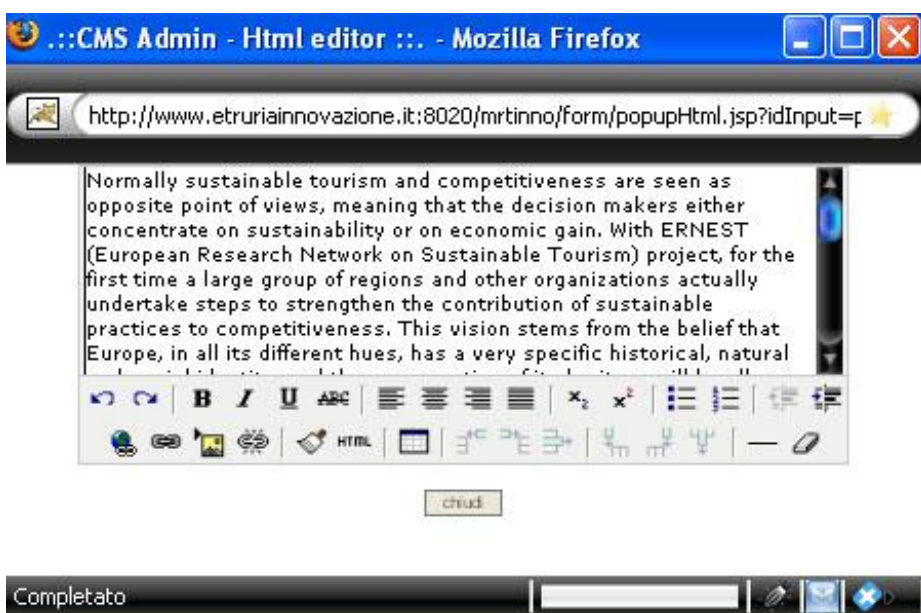 .::CMS Admin - Html editor ::. - Mozilla Firefox
http://www.etruriainnovazione.it:8020/mrtinno/form/popupHtml.jsp?idInput=p
Normally sustainable tourism and competitiveness are seen as
opposite point of views, meaning that the decision makers either
concentrate on sustainability or on economic gain. With ERNEST
(European Research Network on Sustainable Tourism) project, for the
first time a large group of regions and other organizations actually
undertake steps to strengthen the contribution of sustainable
practices to competitiveness. This vision stems from the belief that
Europe, in all its different hues, has a very specific historical, natural
B I U ABC x₂ x²
HTML
chiudi
Completato